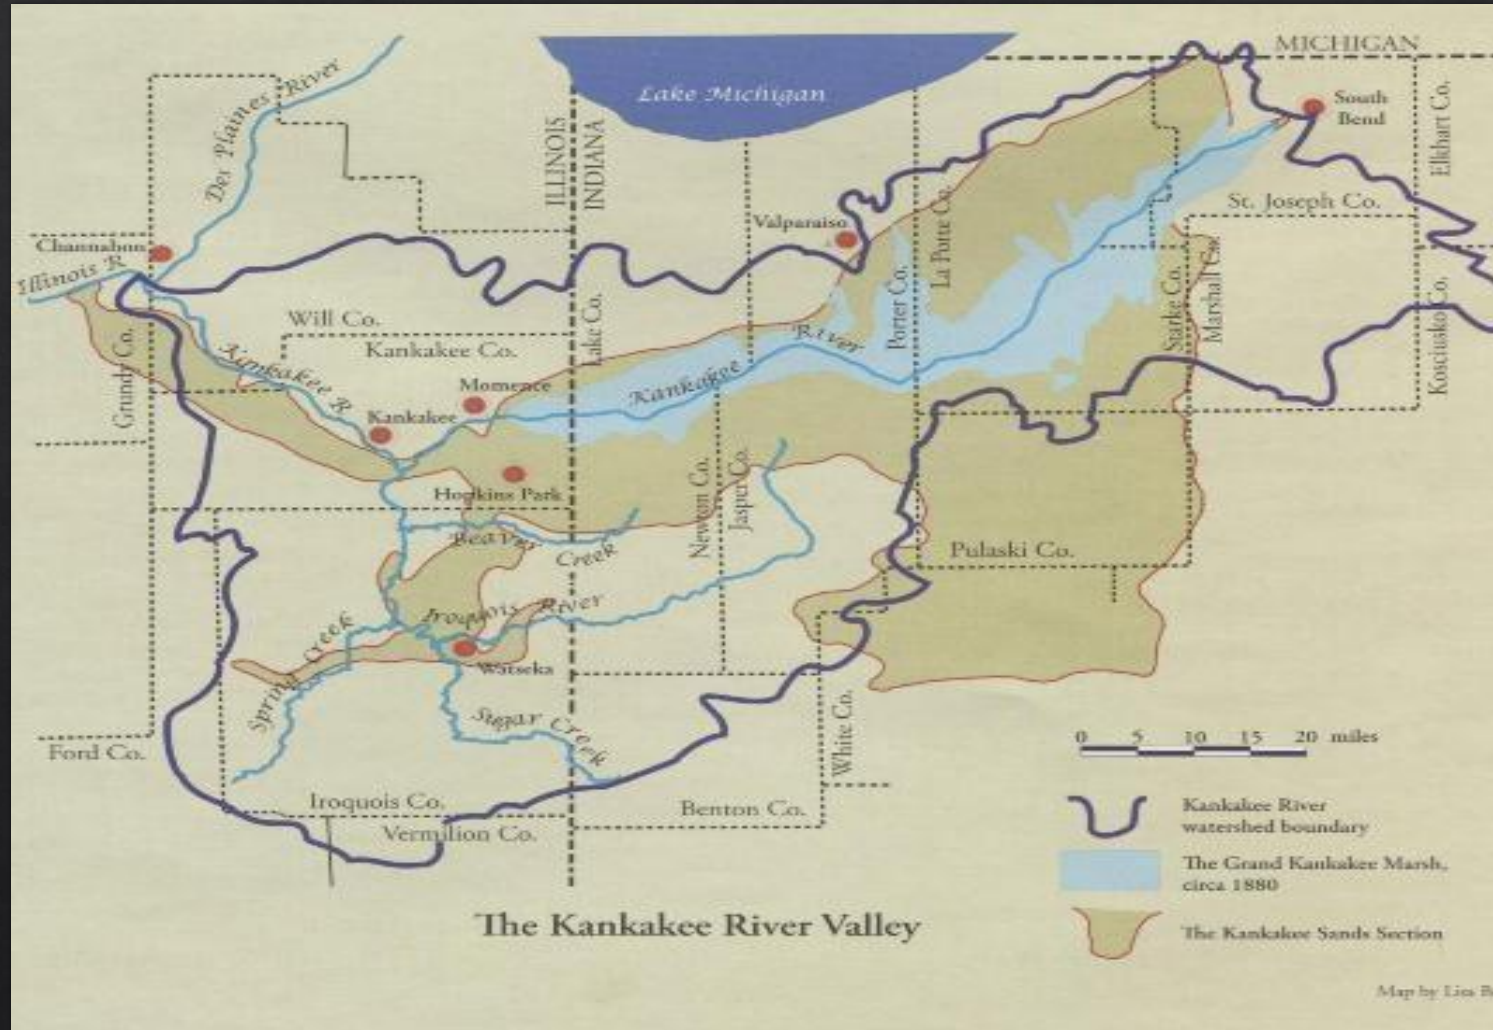 MICHIGAN
Des Plaines River
Lake Michigan
South
Bend
Elkhart Co.
ILLINOIS
INDIANA
St. Joseph Co.
Valparaiso
Channahon
Illinois R
La Porte Co.
Porter Co.
Starke Co.
Marshall Co.
Will Co.
Lake Co.
Kankakee Co.
Grundy Co.
Kankakee R
Kankakee River
Kosciusko Co.
Momence
Kankakee
Hopkins Park
Newton Co.
Jasper Co.
Beaver Creek
Pulaski Co.
Iroquois River
Spring Creek
Watseka
Sugar Creek
White Co.
Ford Co.
Iroquois Co.
Vermilion Co.
Benton Co.
0 5 10 15 20 miles
Kankakee River
watershed boundary
The Grand Kankakee Marsh,
circa 1880
The Kankakee Sands Section
The Kankakee River Valley
Map by Lisa